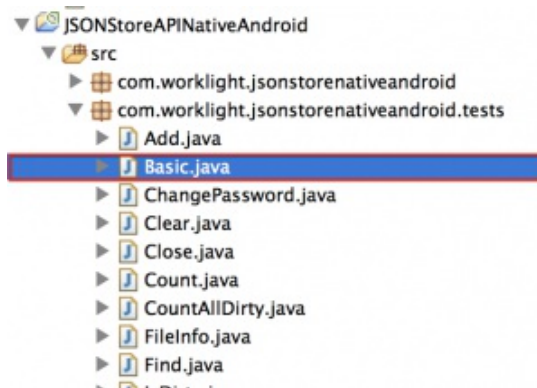 JSONStoreAPINativeAndroid
src
com.worklight.jsonstorenativeandroid
com.worklight.jsonstorenativeandroid.tests
Add.java
Basic.java
ChangePassword.java
Clear.java
Close.java
Count.java
CountAllDirty.java
FileInfo.java
Find.java